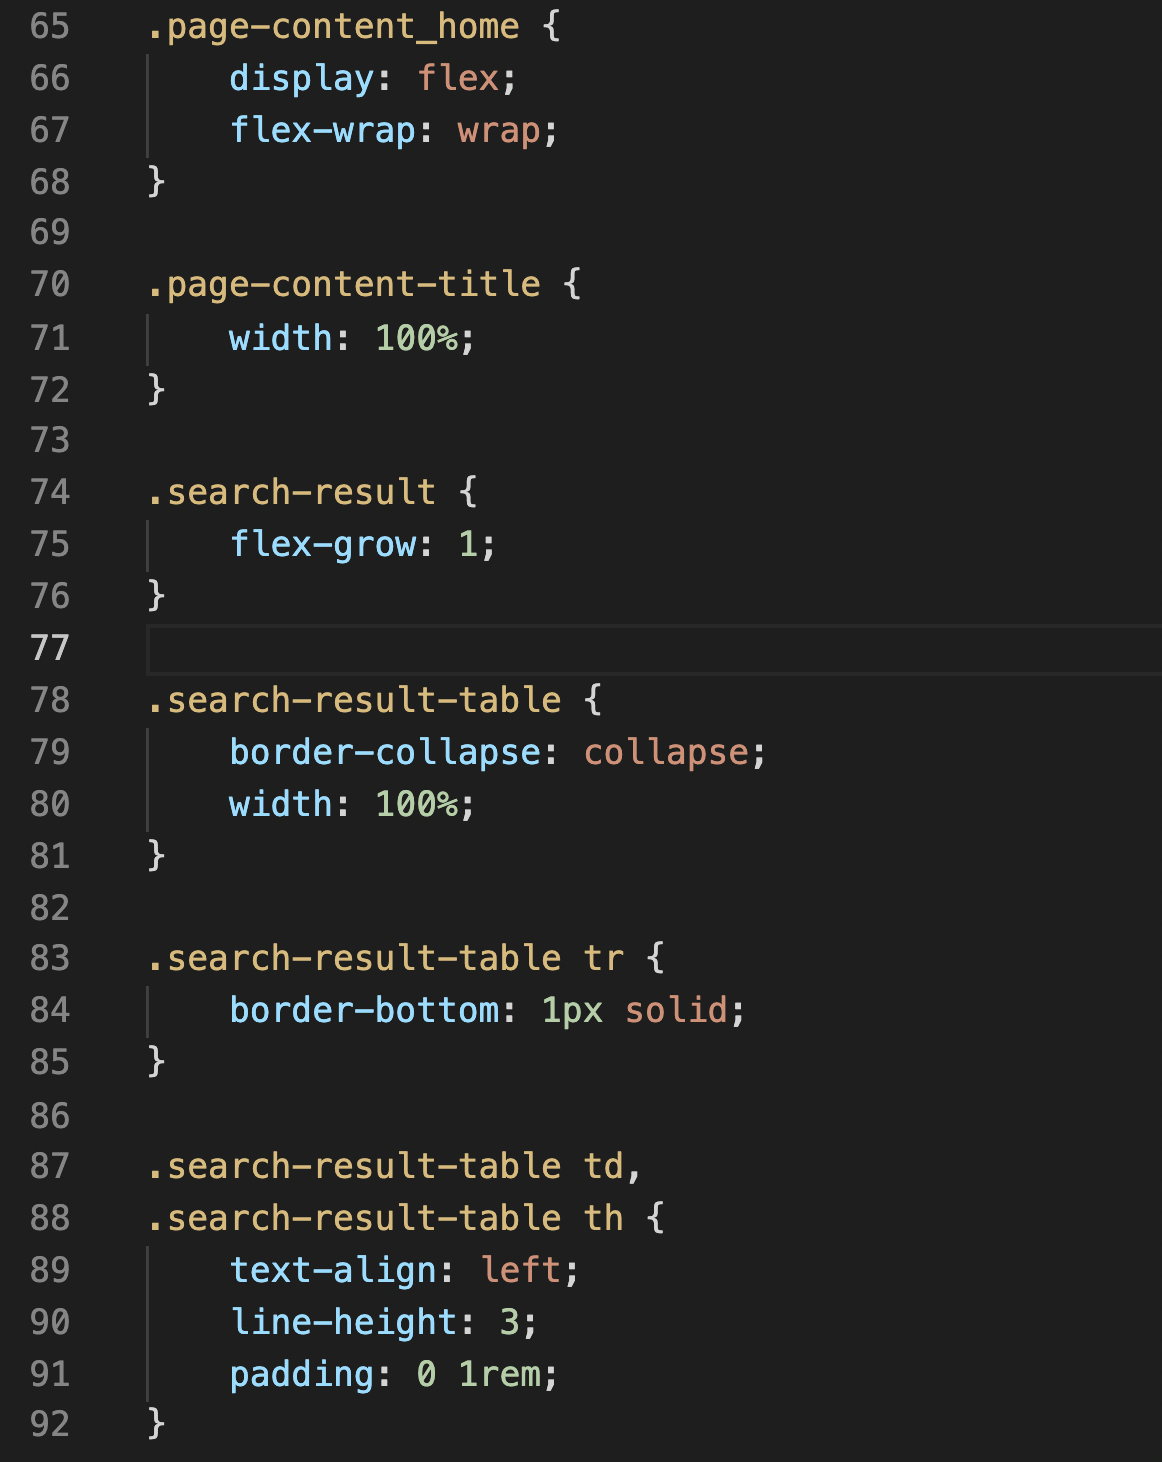 65 .page-content_home {
66 display: flex;
67 flex-wrap: wrap;
68 }
69
70 .page-content-title {
71 width: 100%;
72 }
73
74 .search-result {
75 flex-grow: 1;
76 }
77
78 .search-result-table {
79 border-collapse: collapse;
80 width: 100%;
81 }
82
83 .search-result-table tr {
84 border-bottom: 1px solid;
85 }
86
87 .search-result-table td,
88 .search-result-table th {
89 text-align: left;
90 line-height: 3;
91 padding: 0 1rem;
92 }